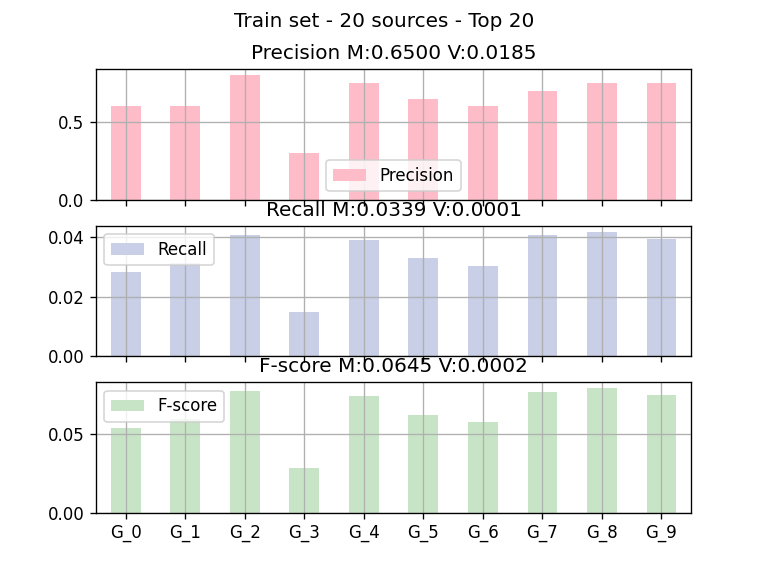 Train set - 20 sources - Top 20
Precision M:0.6500 V:0.0185
0.5
0.0
Precision
Recall M:0.0339 V:0.0001
0.04
0.02
0.00
Recall
F-score M:0.0645 V:0.0002
0.05
0.00
F-score
G_0 G_1 G_2 G_3 G_4 G_5 G_6 G_7 G_8 G_9